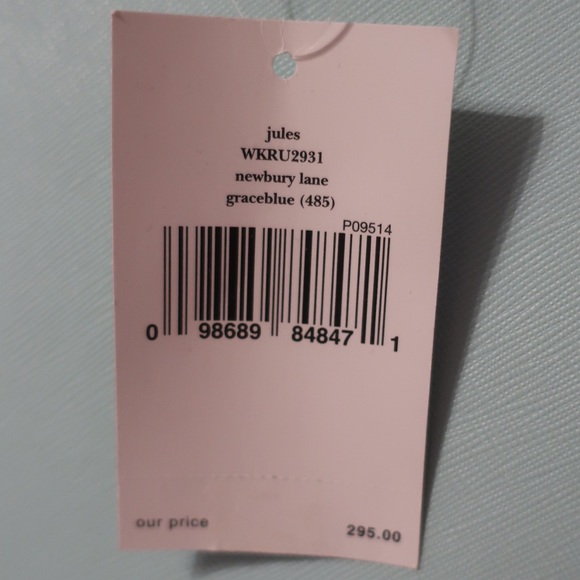 jules
WKRU2931
newbury lane
graceblue (485)
P09514
0 98689 84847 1
our price 295.00